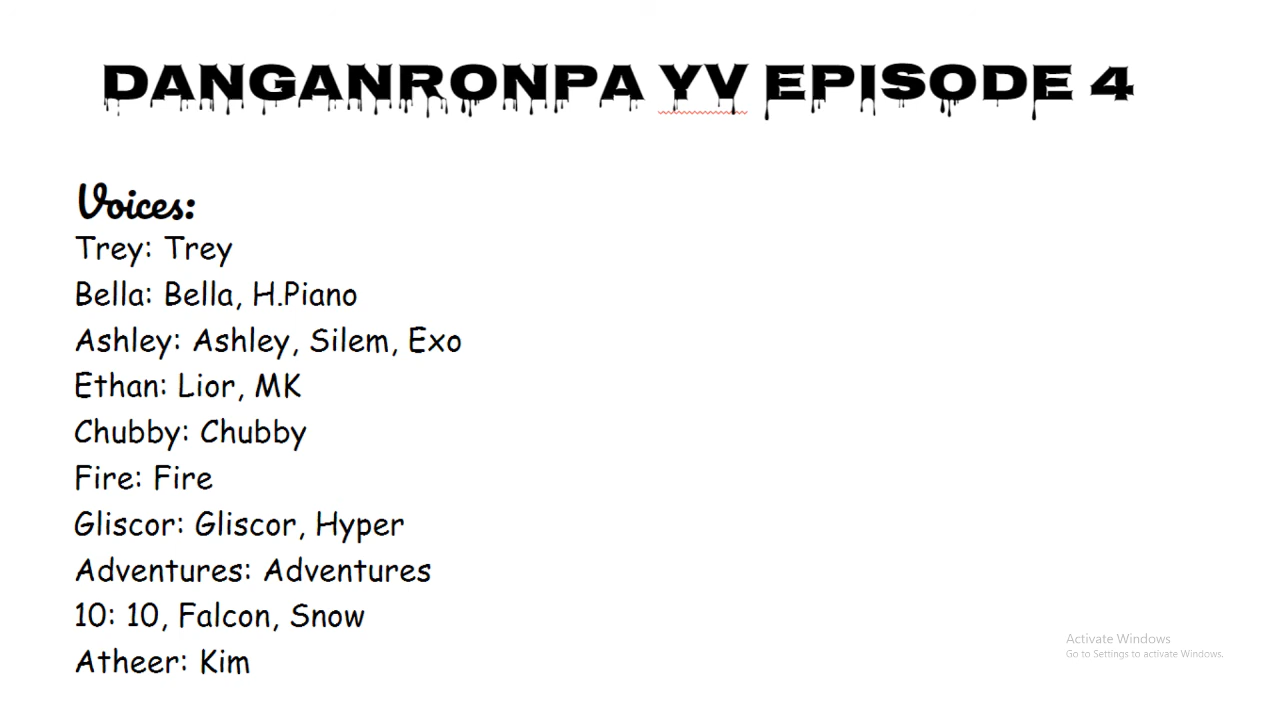 DANGANRONPA YV EPISODE 4
Voices:
Trey: Trey
Bella: Bella, H.Piano
Ashley: Ashley, Silem, Exo
Ethan: Lior, MK
Chubby: Chubby
Fire: Fire
Gliscor: Gliscor, Hyper
Adventures: Adventures
10: 10, Falcon, Snow
Atheer: Kim
Activate Windows
Go to Settings to activate Windows.